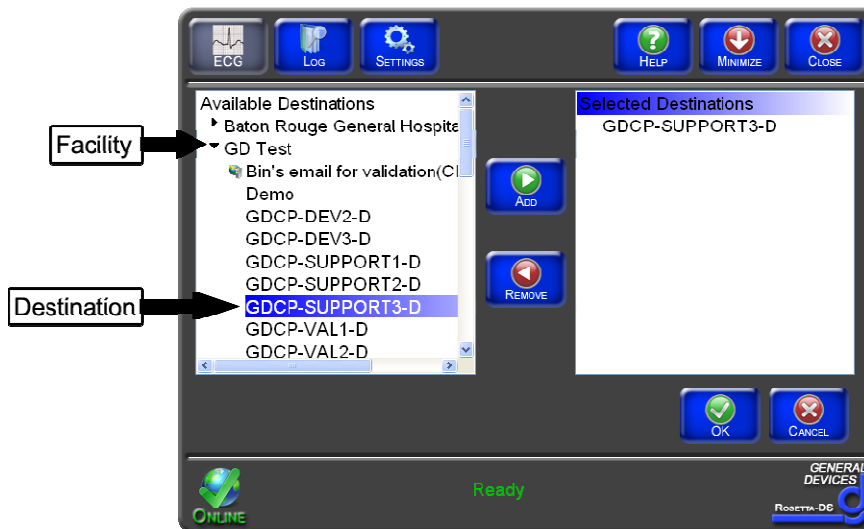 ECG
LOG
SETTINGS
HELP
MINIMIZE
CLOSE
Facility
Destination
Available Destinations
Baton Rouge General Hospita
GD Test
Bin's email for validation(Cl
Demo
GDCP-DEV2-D
GDCP-DEV3-D
GDCP-SUPPORT1-D
GDCP-SUPPORT2-D
GDCP-SUPPORT3-D
GDCP-VAL1-D
GDCP-VAL2-D
ADD
REMOVE
Selected Destinations
GDCP-SUPPORT3-D
OK
CANCEL
ONLINE
Ready
GENERAL
DEVICES
ROSETTA-DS